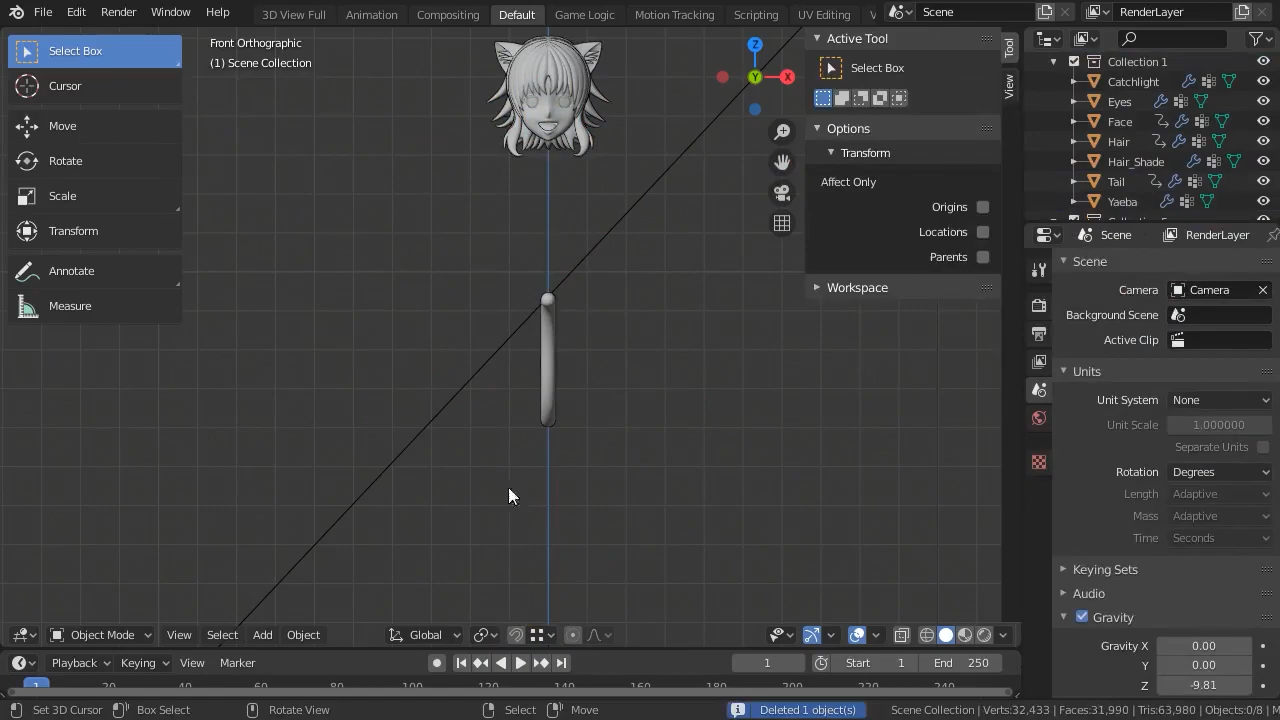 File Edit Render Window Help 3D View Full Animation Compositing Default Game Logic Motion Tracking Scripting UV Editing Scene RenderLayer
Select Box
Cursor
Move
Rotate
Scale
Transform
Annotate
Measure
Front Orthographic
(1) Scene Collection
Z
Y
X
Active Tool
Select Box
Options
Transform
Affect Only
Origins
Locations
Parents
Workspace
Tool
View
Collection 1
Catchlight
Eyes
Face
Hair
Hair_Shade
Tail
Yaeba
Scene RenderLayer
Scene
Camera Camera
Background Scene
Active Clip
Units
Unit System None
Unit Scale 1.000000
Separate Units
Rotation Degrees
Length Adaptive
Mass Adaptive
Time Seconds
Keying Sets
Audio
Gravity
Gravity X 0.00
Y 0.00
Z -9.81
Object Mode View Select Add Object Global
Playback Keying View Marker 1 Start 1 End 250
1 20 40 60 80 100 120 140 160 180 200 220 240
Set 3D Cursor Box Select Rotate View Select Move Deleted 1 object(s) Scene Collection | Verts:32,433 | Faces:31,990 | Tris:63,980 | Objects:0/8 | M